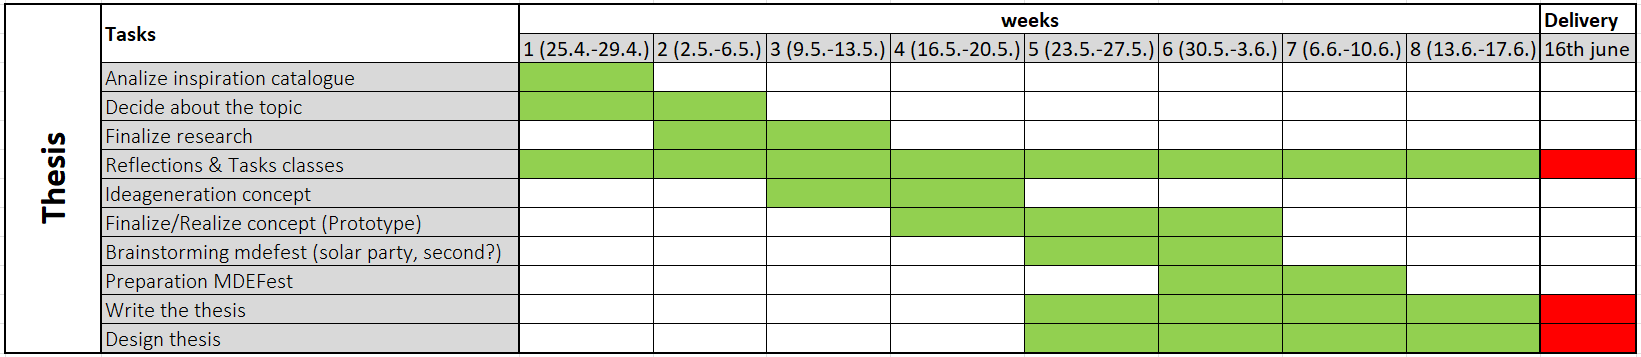 Thesis
Tasks
weeks
Delivery
1 (25.4.-29.4.) 2 (2.5.-6.5.) 3 (9.5.-13.5.) 4 (16.5.-20.5.) 5 (23.5.-27.5.) 6 (30.5.-3.6.) 7 (6.6.-10.6.) 8 (13.6.-17.6.) 16th june
Analize inspiration catalogue
Decide about the topic
Finalize research
Reflections & Tasks classes
Ideageneration concept
Finalize/Realize concept (Prototype)
Brainstorming mdefest (solar party, second?)
Preparation MDEFest
Write the thesis
Design thesis